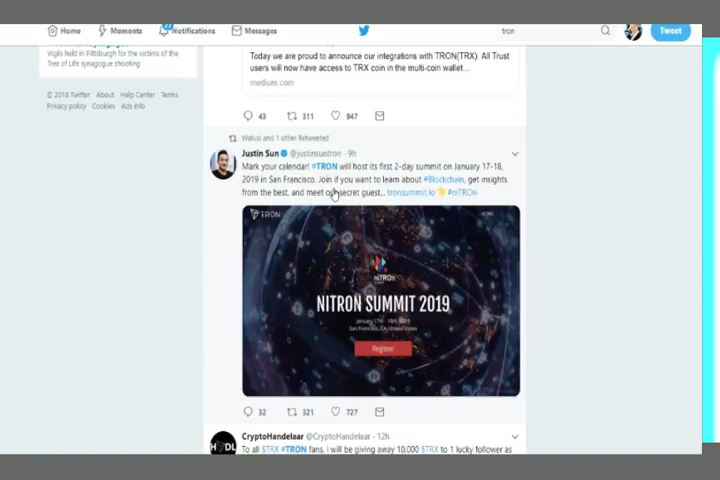 Home Moments Notifications Messages tron Tweet
Vigils held in Pittsburgh for the victims of the
Tree of Life synagogue shooting
© 2018 Twitter About Help Center Terms
Privacy policy Cookies Ads info
Today we are proud to announce our integrations with TRON(TRX). All Trust
users will now have access to TRX coin in the multi-coin wallet...
medium.com
43 311 947
Watusi and 1 other Retweeted
Justin Sun @justinsuntron · 9h
Mark your calendar! #TRON will host its first 2-day summit on January 17-18,
2019 in San Francisco. Join if you want to learn about #Blockchain, get insights
from the best, and meet our secret guest... tronsummit.io #niTROn
TRON HOME
niTROn
NITRON SUMMIT 2019
San Francisco, CA, United States
Register
32 321 727
CryptoHandelaar @CryptoHandelaar · 12h
To all $TRX #TRON fans, I will be giving away 10,000 $TRX to 1 lucky follower as